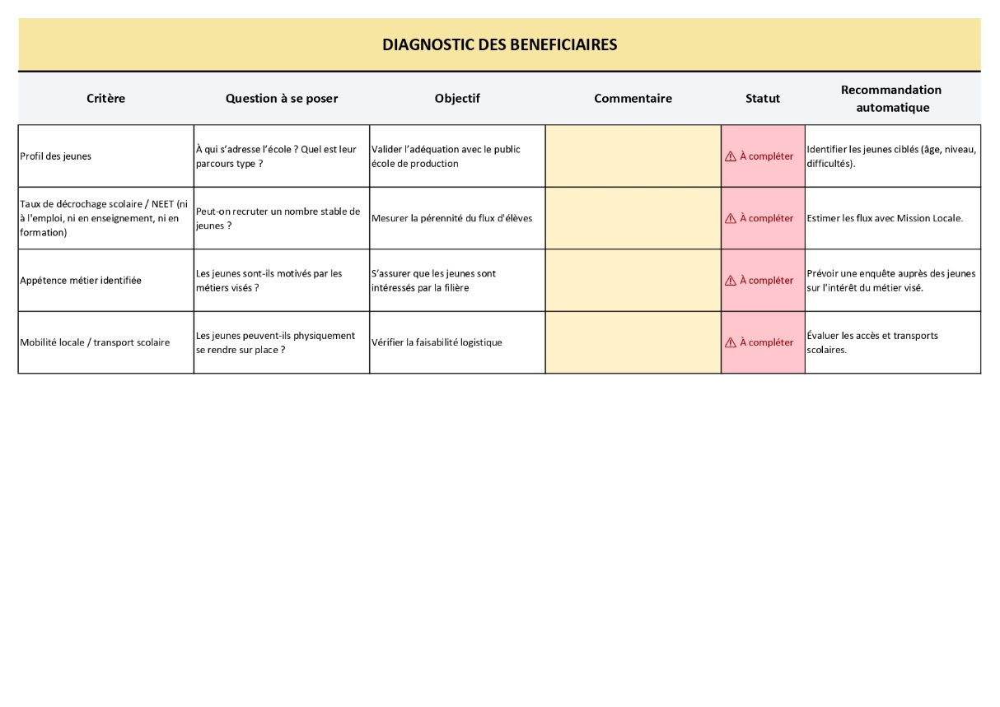 DIAGNOSTIC DES BENEFICIAIRES
Critère
Question à se poser
Objectif
Commentaire
Statut
Recommandation
automatique
Profil des jeunes
À qui s’adresse l’école ? Quel est leur
parcours type ?
Valider l’adéquation avec le public
école de production
⚠ À compléter
Identifier les jeunes ciblés (âge, niveau,
difficultés).
Taux de décrochage scolaire / NEET (ni
à l'emploi, ni en enseignement, ni en
formation)
Peut-on recruter un nombre stable de
jeunes ?
Mesurer la pérennité du flux d'élèves
⚠ À compléter
Estimer les flux avec Mission Locale.
Appétence métier identifiée
Les jeunes sont-ils motivés par les
métiers visés ?
S’assurer que les jeunes sont
intéressés par la filière
⚠ À compléter
Prévoir une enquête auprès des jeunes
sur l'intérêt du métier visé.
Mobilité locale / transport scolaire
Les jeunes peuvent-ils physiquement
se rendre sur place ?
Vérifier la faisabilité logistique
⚠ À compléter
Évaluer les accès et transports
scolaires.